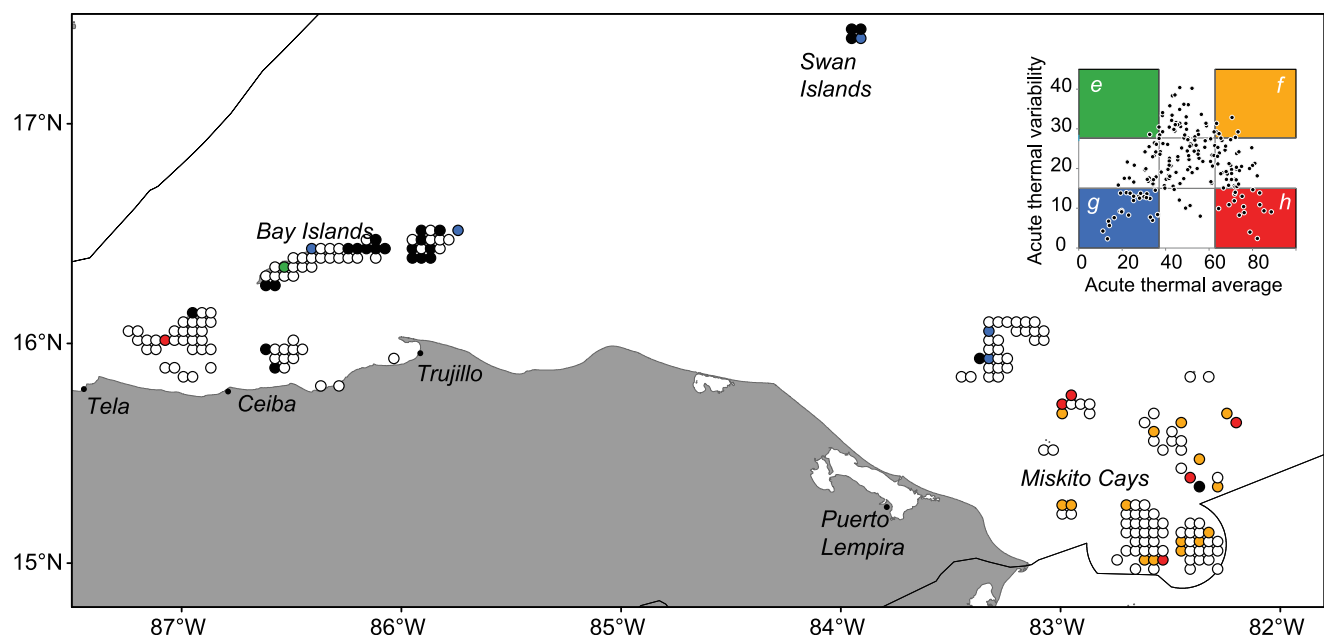 17°N
16°N
15°N
87°W
86°W
85°W
84°W
83°W
82°W
Swan
Islands
Bay Islands
Tela
Ceiba
Trujillo
Puerto
Lempira
Miskito Cays
Acute thermal variability
40
30
20
10
0
e
f
g
h
20
40
60
80
Acute thermal average